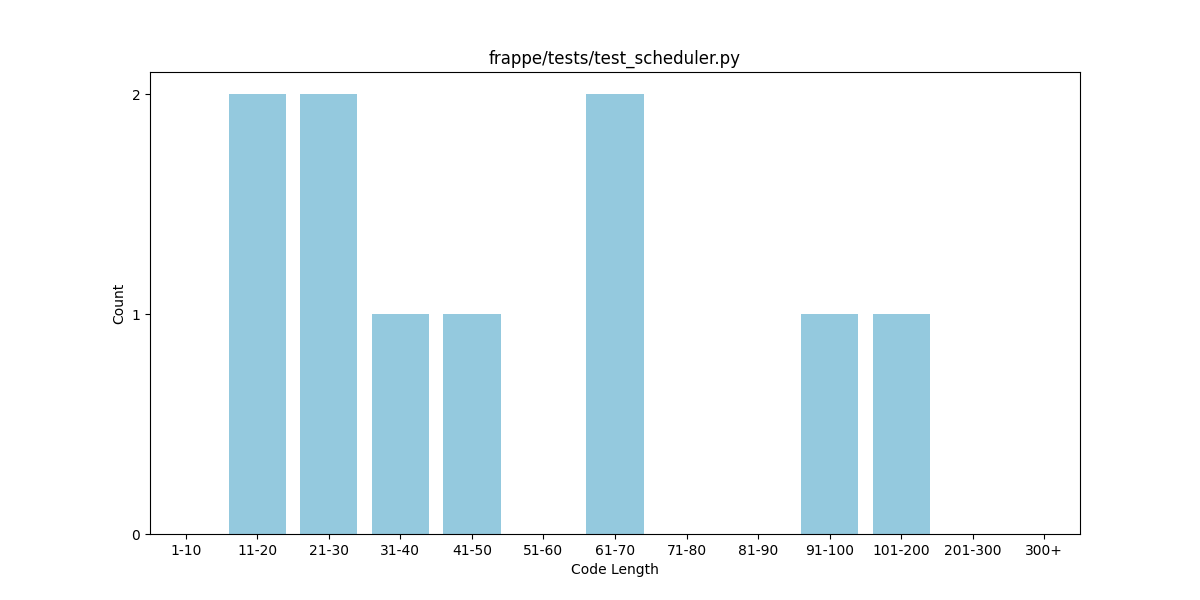 frappe/tests/test_scheduler.py
2
1
0
Count
1-10 11-20 21-30 31-40 41-50 51-60 61-70 71-80 81-90 91-100 101-200 201-300 300+
Code Length